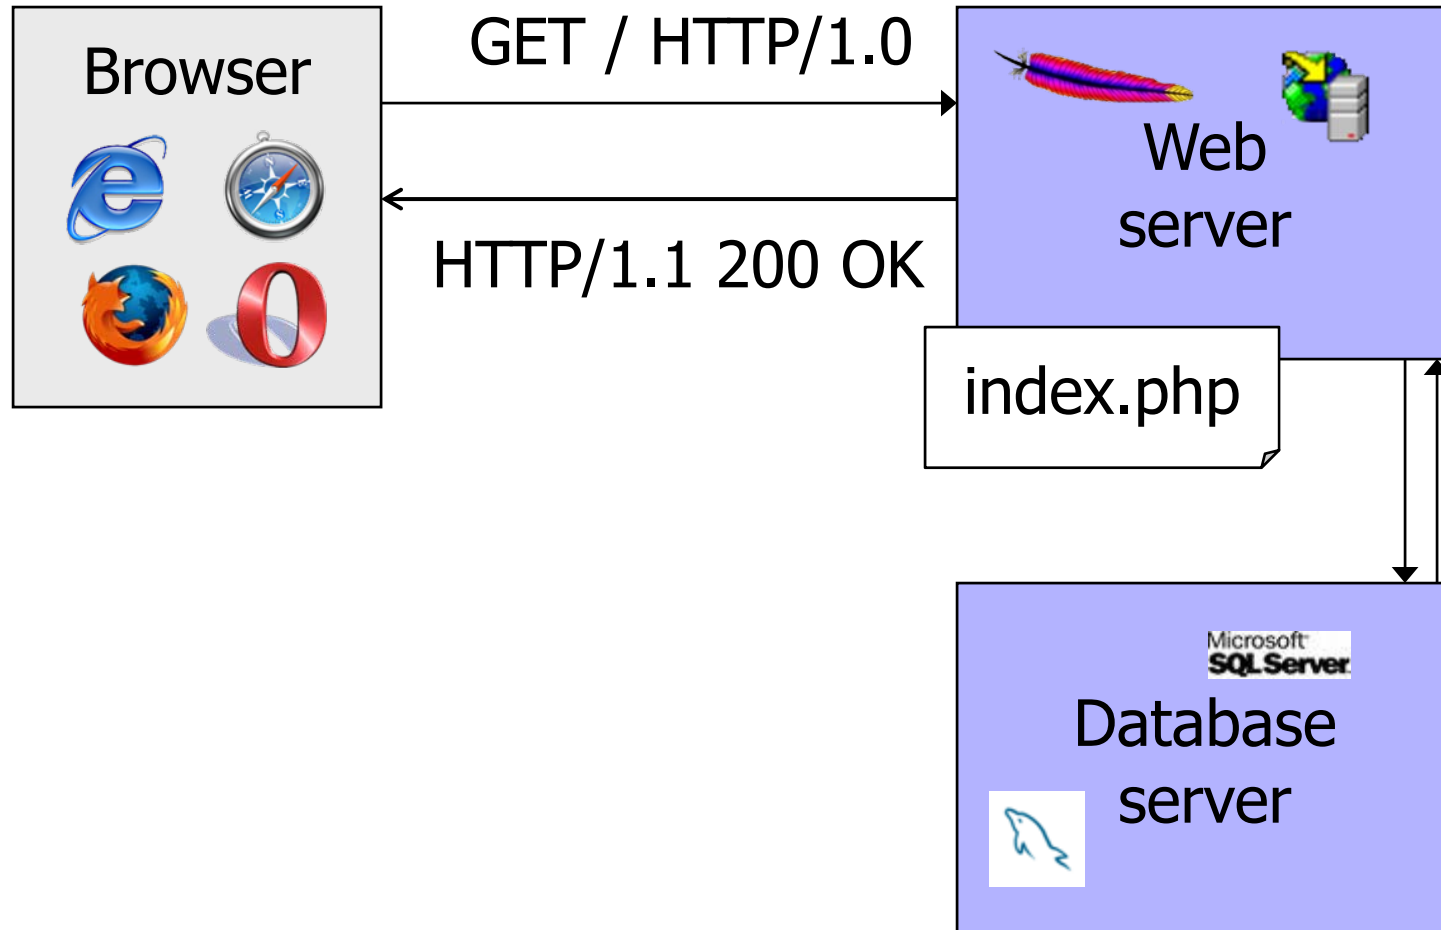 Browser
GET / HTTP/1.0
HTTP/1.1 200 OK
Web
server
index.php
Microsoft
SQL Server
Database
server